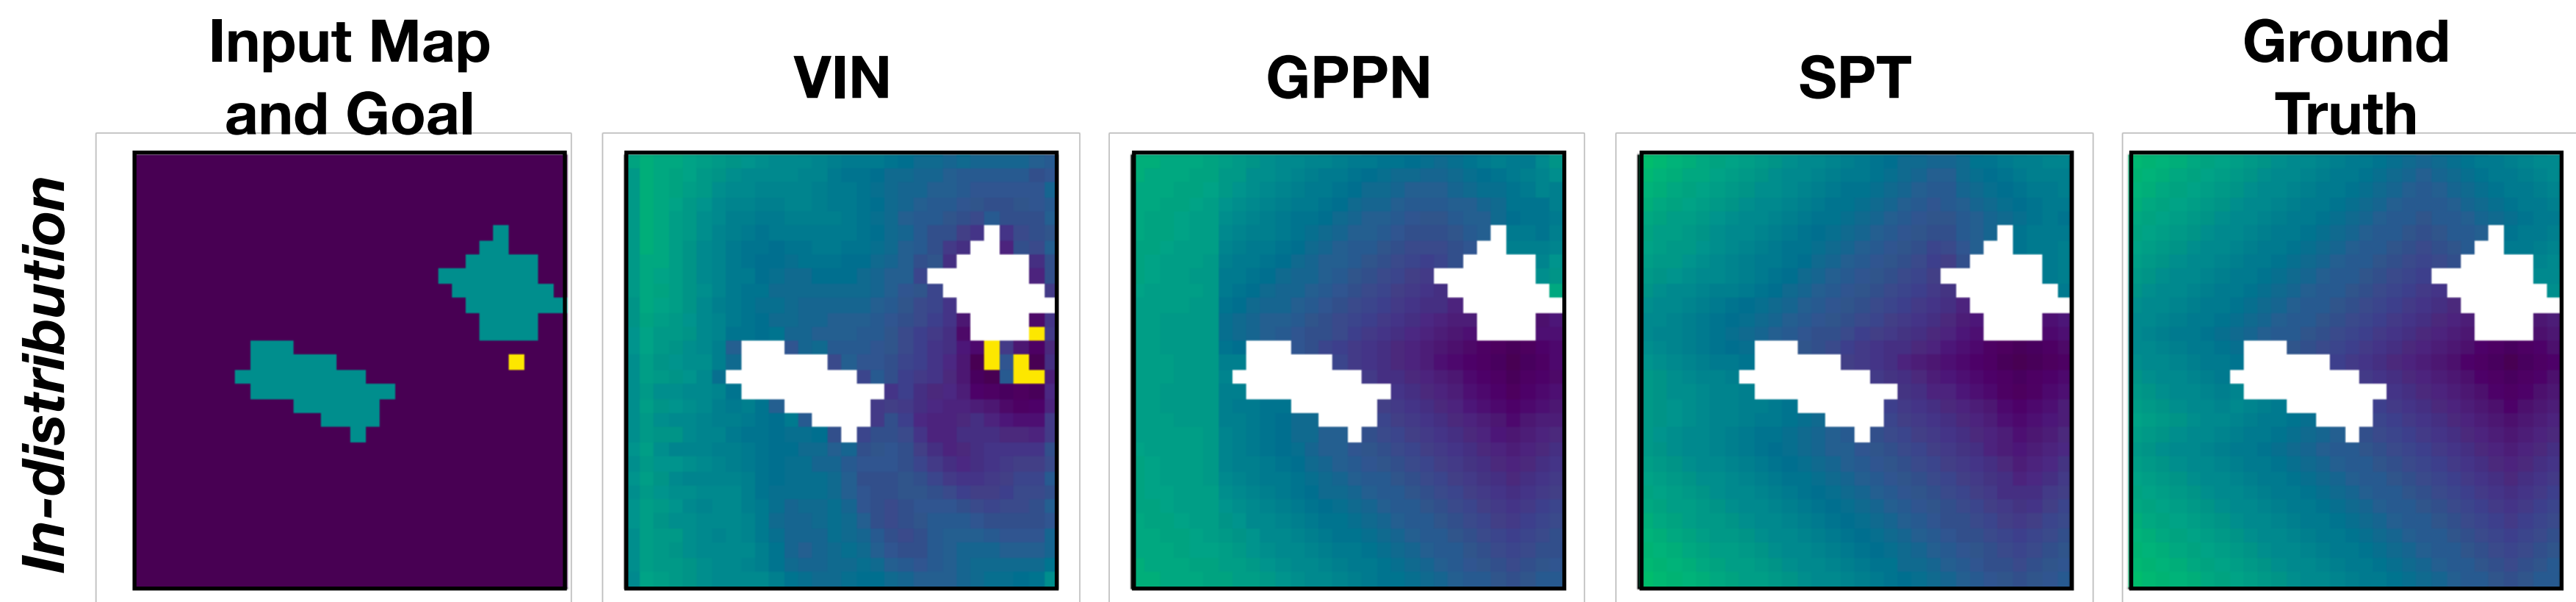 Input Map
and Goal
VIN
GPPN
SPT
Ground
Truth
In-distribution